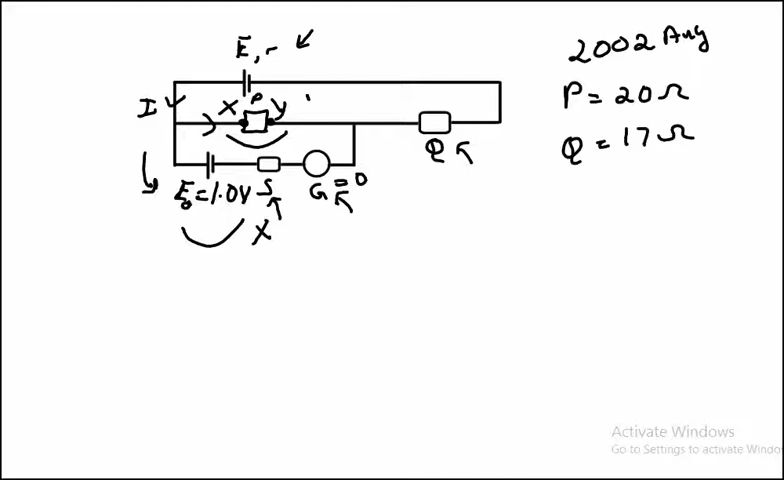 2002 Aug
E, r
P = 20Ω
I
X P Y
Q = 17Ω
Q
E₀ = 1.0V S G = 0
X
Activate Windows
Go to Settings to activate Windo